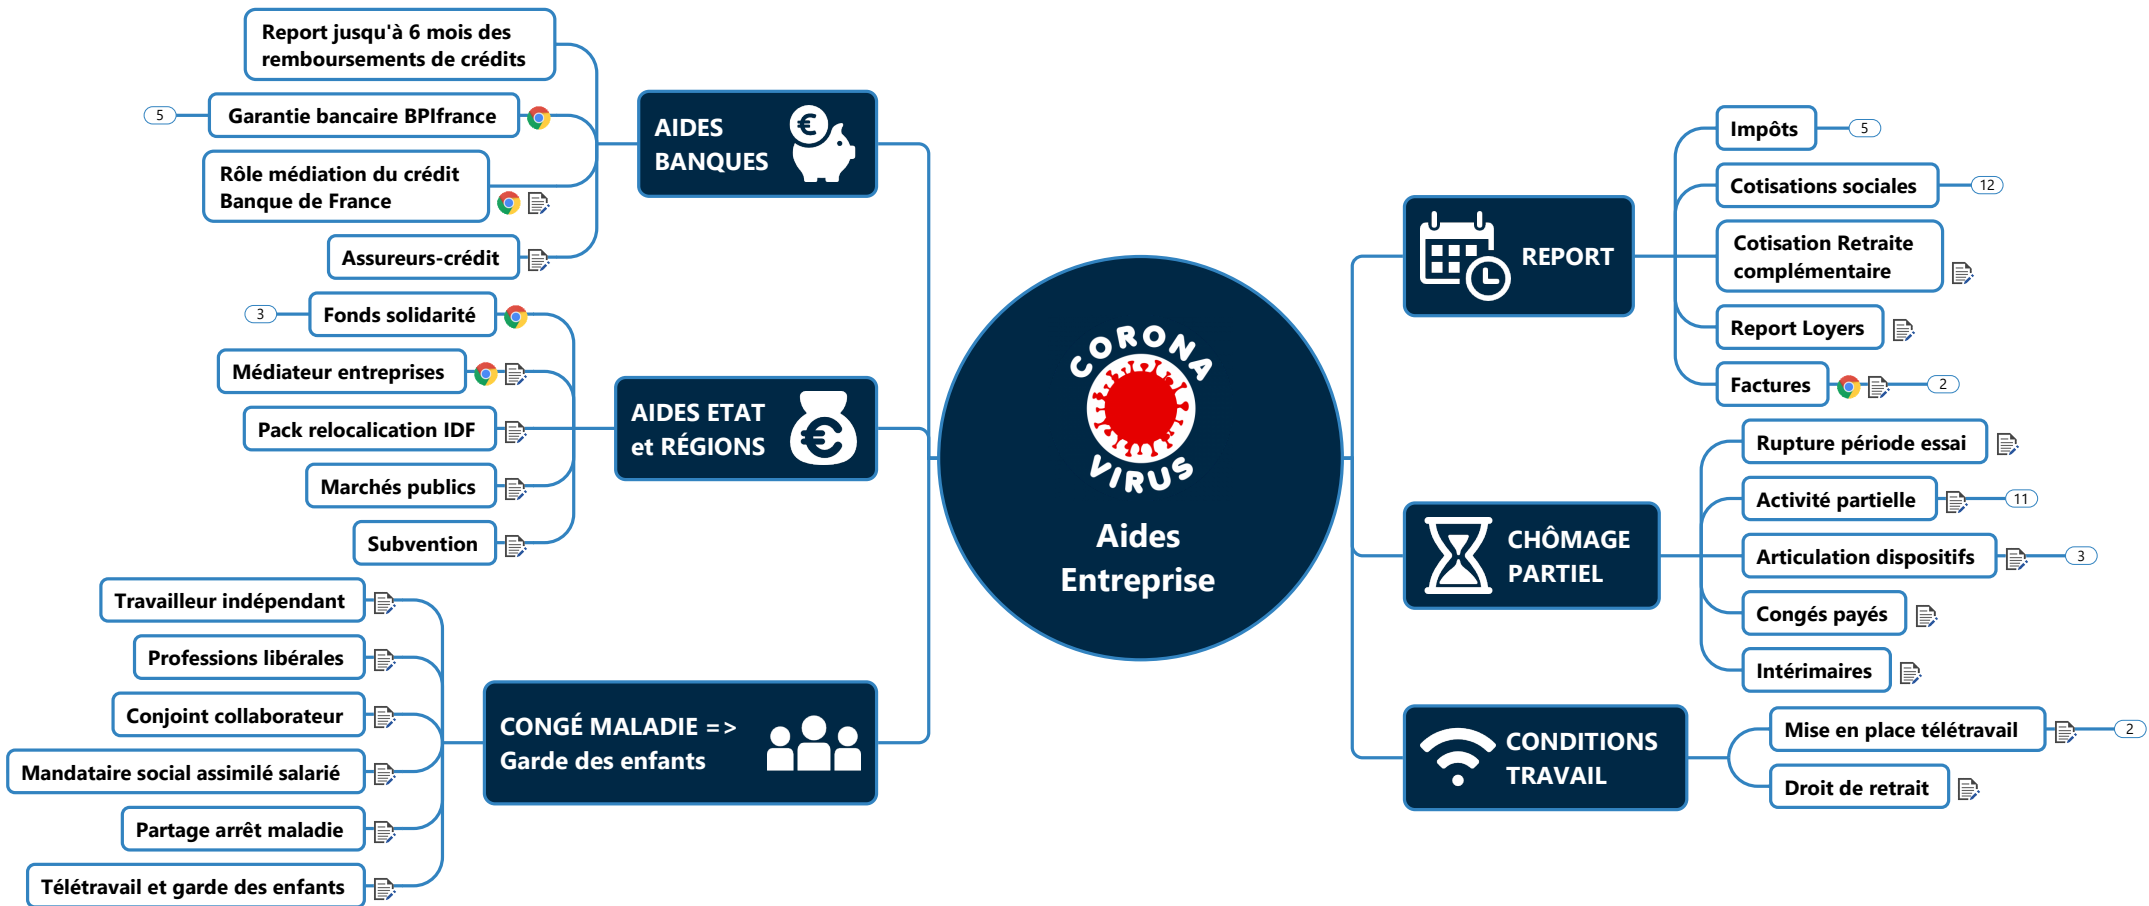 Report jusqu'à 6 mois des
remboursements de crédits
5
Garantie bancaire BPIfrance
Rôle médiation du crédit
Banque de France
Assureurs-crédit
AIDES
BANQUES
3
Fonds solidarité
Médiateur entreprises
Pack relocalication IDF
Marchés publics
Subvention
AIDES ETAT
et RÉGIONS
Travailleur indépendant
Professions libérales
Conjoint collaborateur
Mandataire social assimilé salarié
Partage arrêt maladie
Télétravail et garde des enfants
CONGÉ MALADIE =>
Garde des enfants
CORONA
VIRUS
Aides
Entreprise
REPORT
Impôts
5
Cotisations sociales
12
Cotisation Retraite
complémentaire
Report Loyers
Factures
2
CHÔMAGE
PARTIEL
Rupture période essai
Activité partielle
11
Articulation dispositifs
3
Congés payés
Intérimaires
CONDITIONS
TRAVAIL
Mise en place télétravail
2
Droit de retrait